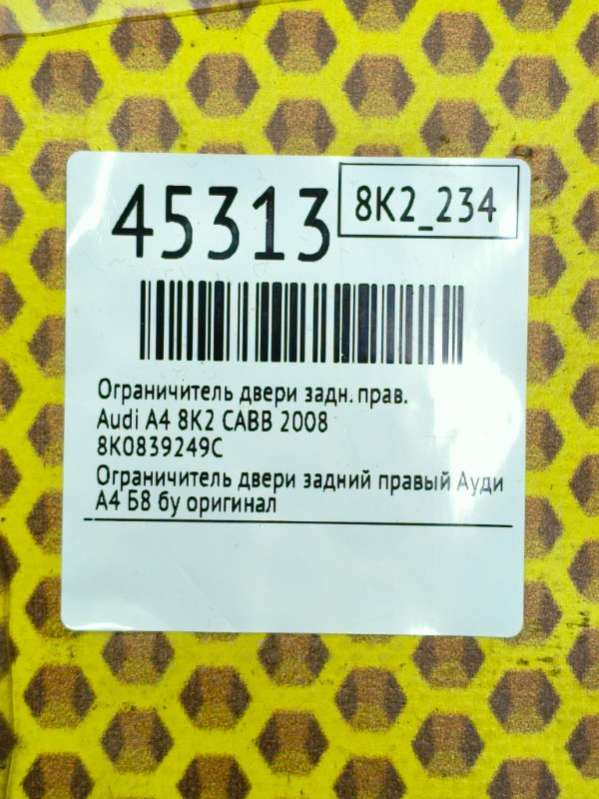 45313
8K2_234
Ограничитель двери задн. прав.
Audi A4 8K2 CABB 2008
8K0839249C
Ограничитель двери задний правый Ауди
А4 Б8 бу оригинал